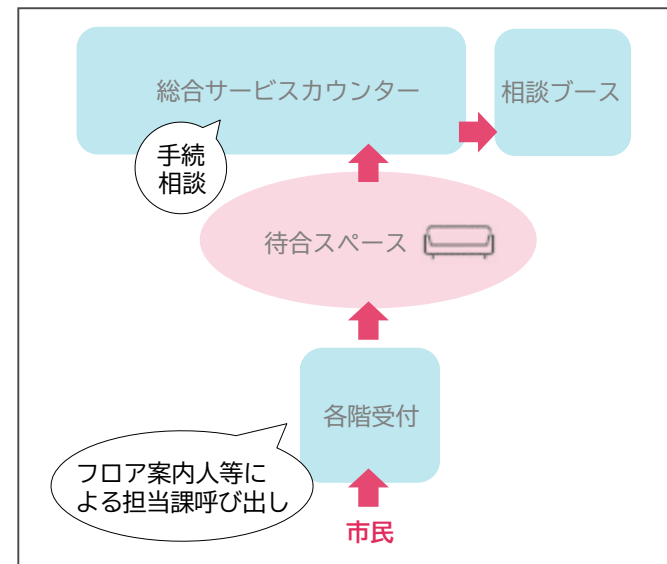 総合サービスカウンター
相談ブース
手続
相談
待合スペース
各階受付
フロア案内人等に
よる担当課呼び出し
市民